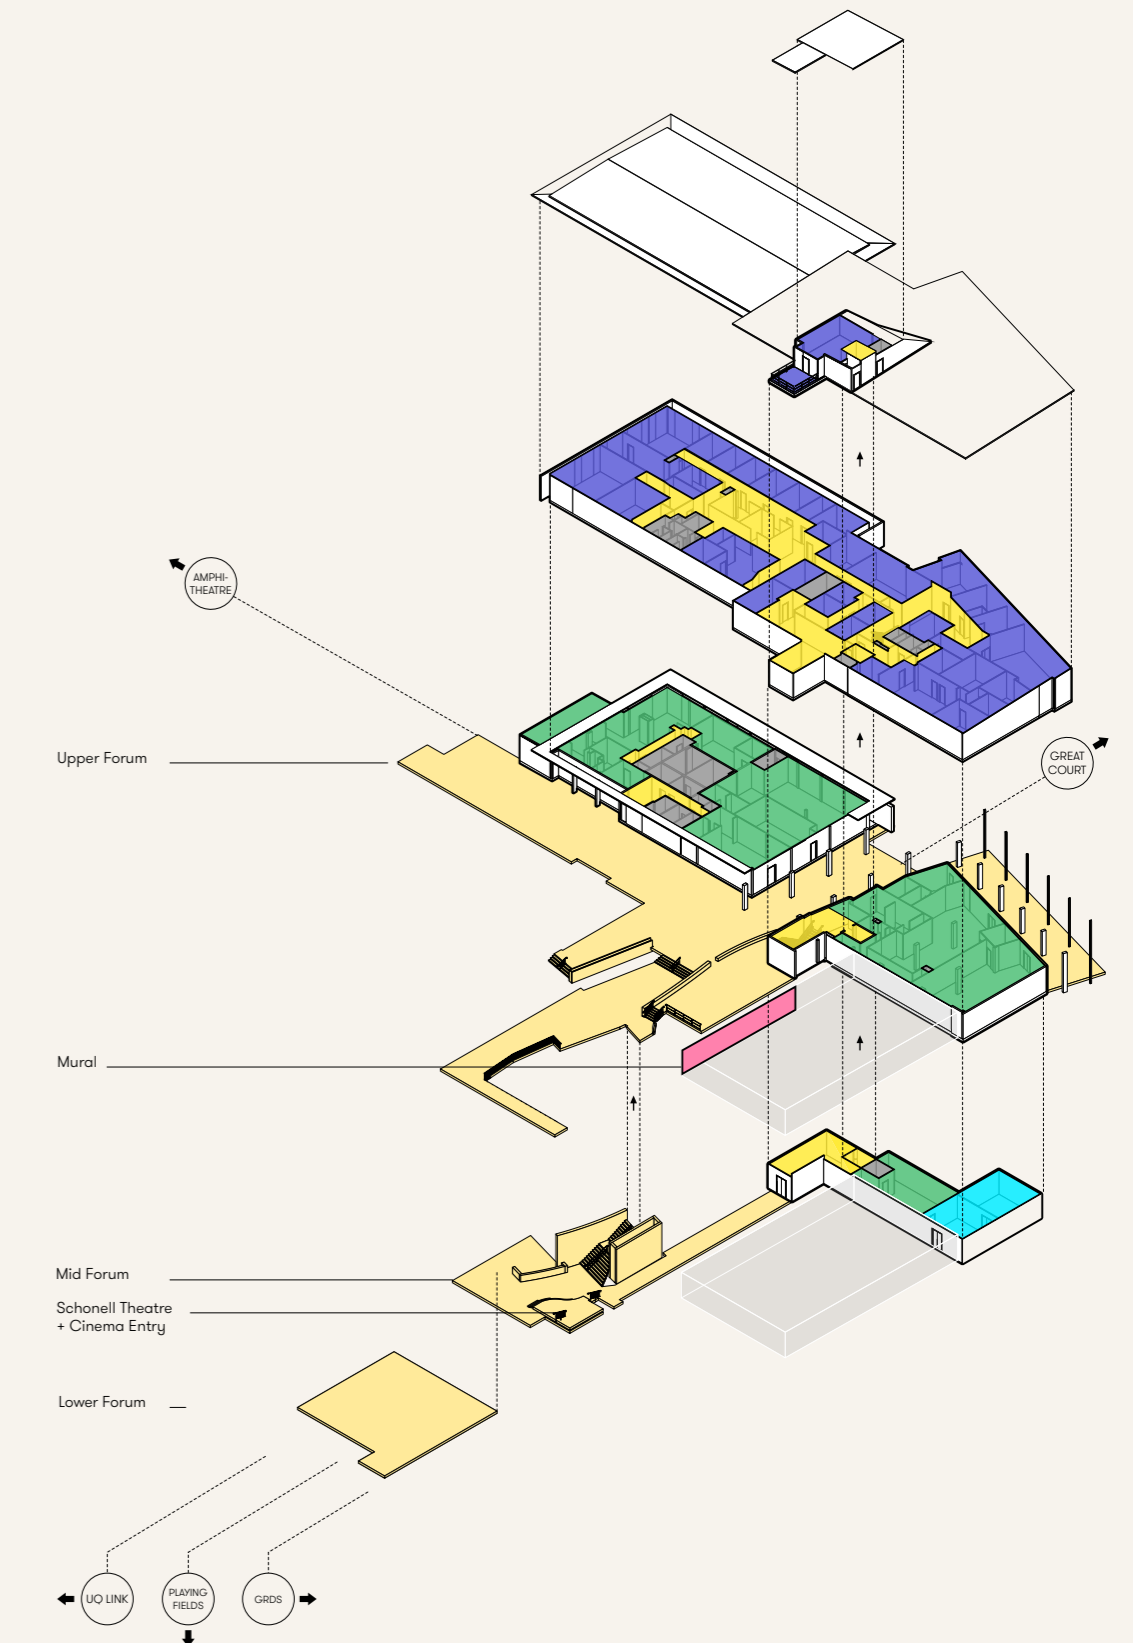 AMPHI-
THEATRE
Upper Forum
GREAT
COURT
Mural
Mid Forum
Schonell Theatre
+ Cinema Entry
Lower Forum
UQ LINK
PLAYING
FIELDS
GRDS